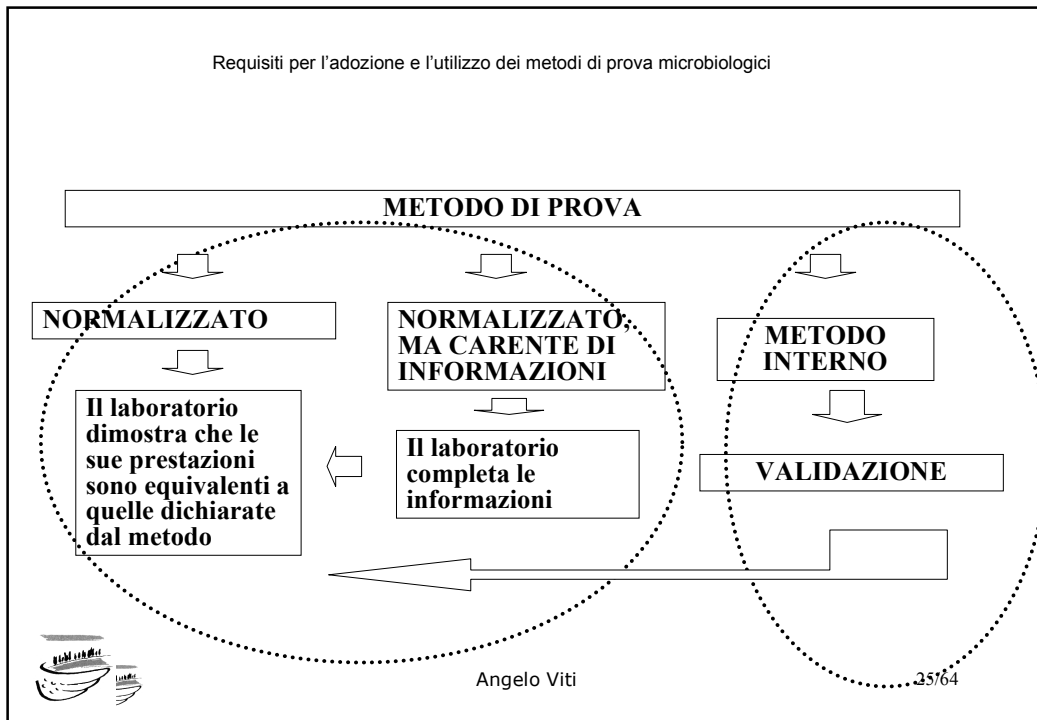 Requisiti per l'adozione e l'utilizzo dei metodi di prova microbiologici
METODO DI PROVA
NORMALIZZATO
Il laboratorio
dimostra che le
sue prestazioni
sono equivalenti a
quelle dichiarate
dal metodo
NORMALIZZATO,
MA CARENTE DI
INFORMAZIONI
Il laboratorio
completa le
informazioni
METODO
INTERNO
VALIDAZIONE
Angelo Viti
25/64